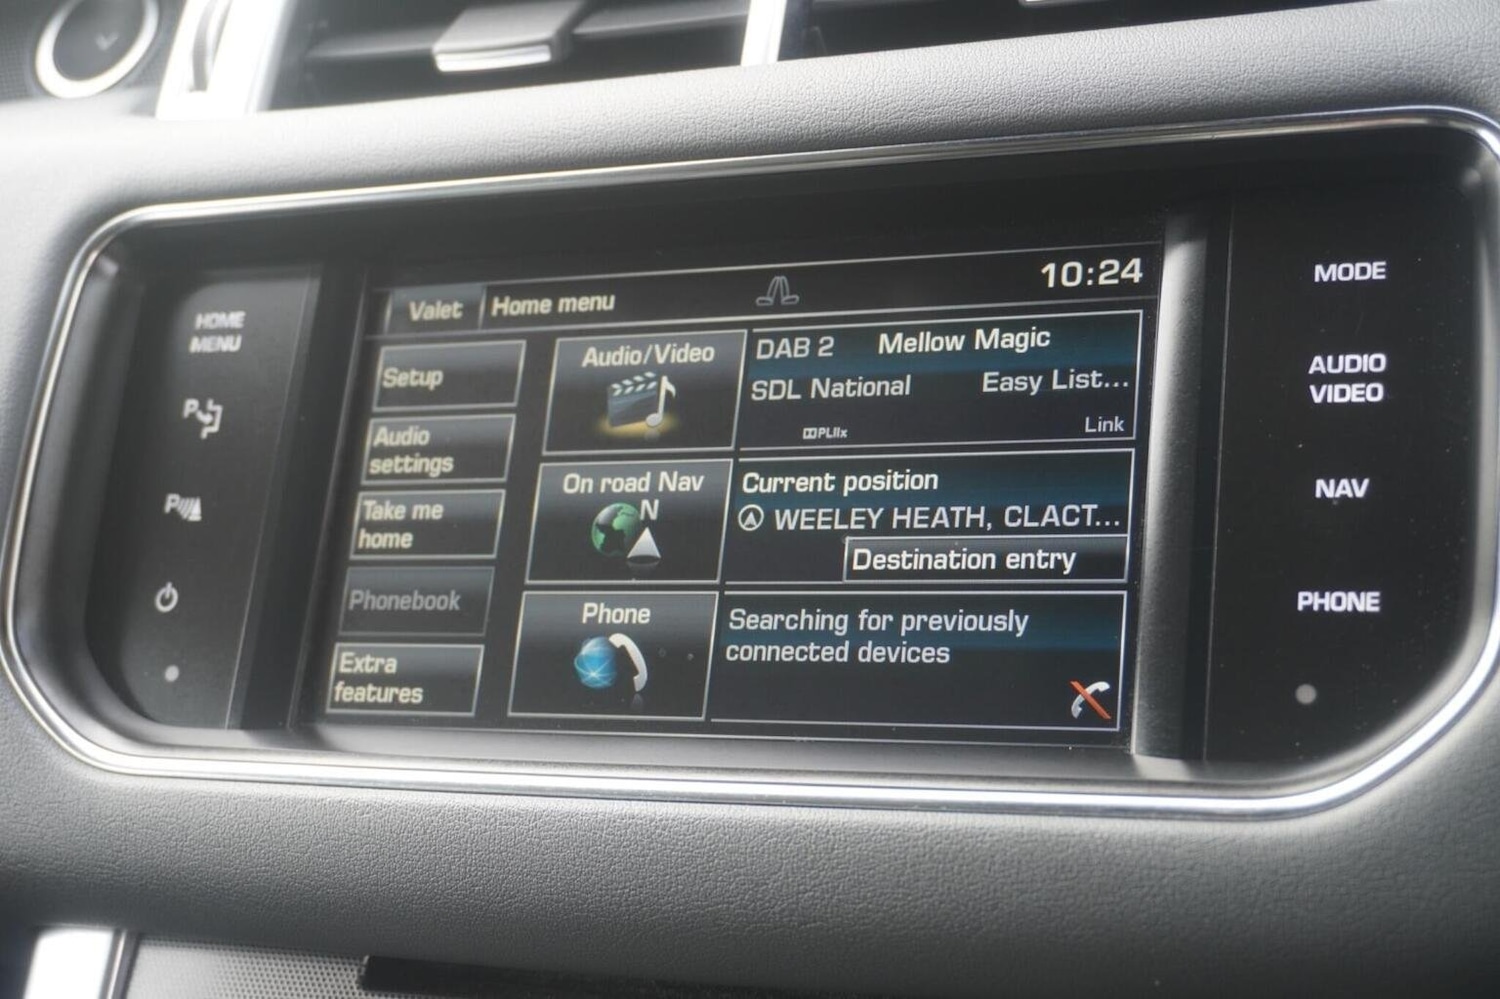 10:24
Valet
Home menu
HOME
MENU
MODE
Setup
Audio/Video
DAB 2
Mellow Magic
SDL National
Easy List...
PLIIx
Link
AUDIO
VIDEO
P
Audio
settings
On road Nav
N
Current position
WEELEY HEATH, CLACT...
Destination entry
NAV
P
Take me
home
Phonebook
Phone
Searching for previously
connected devices
PHONE
Extra
features